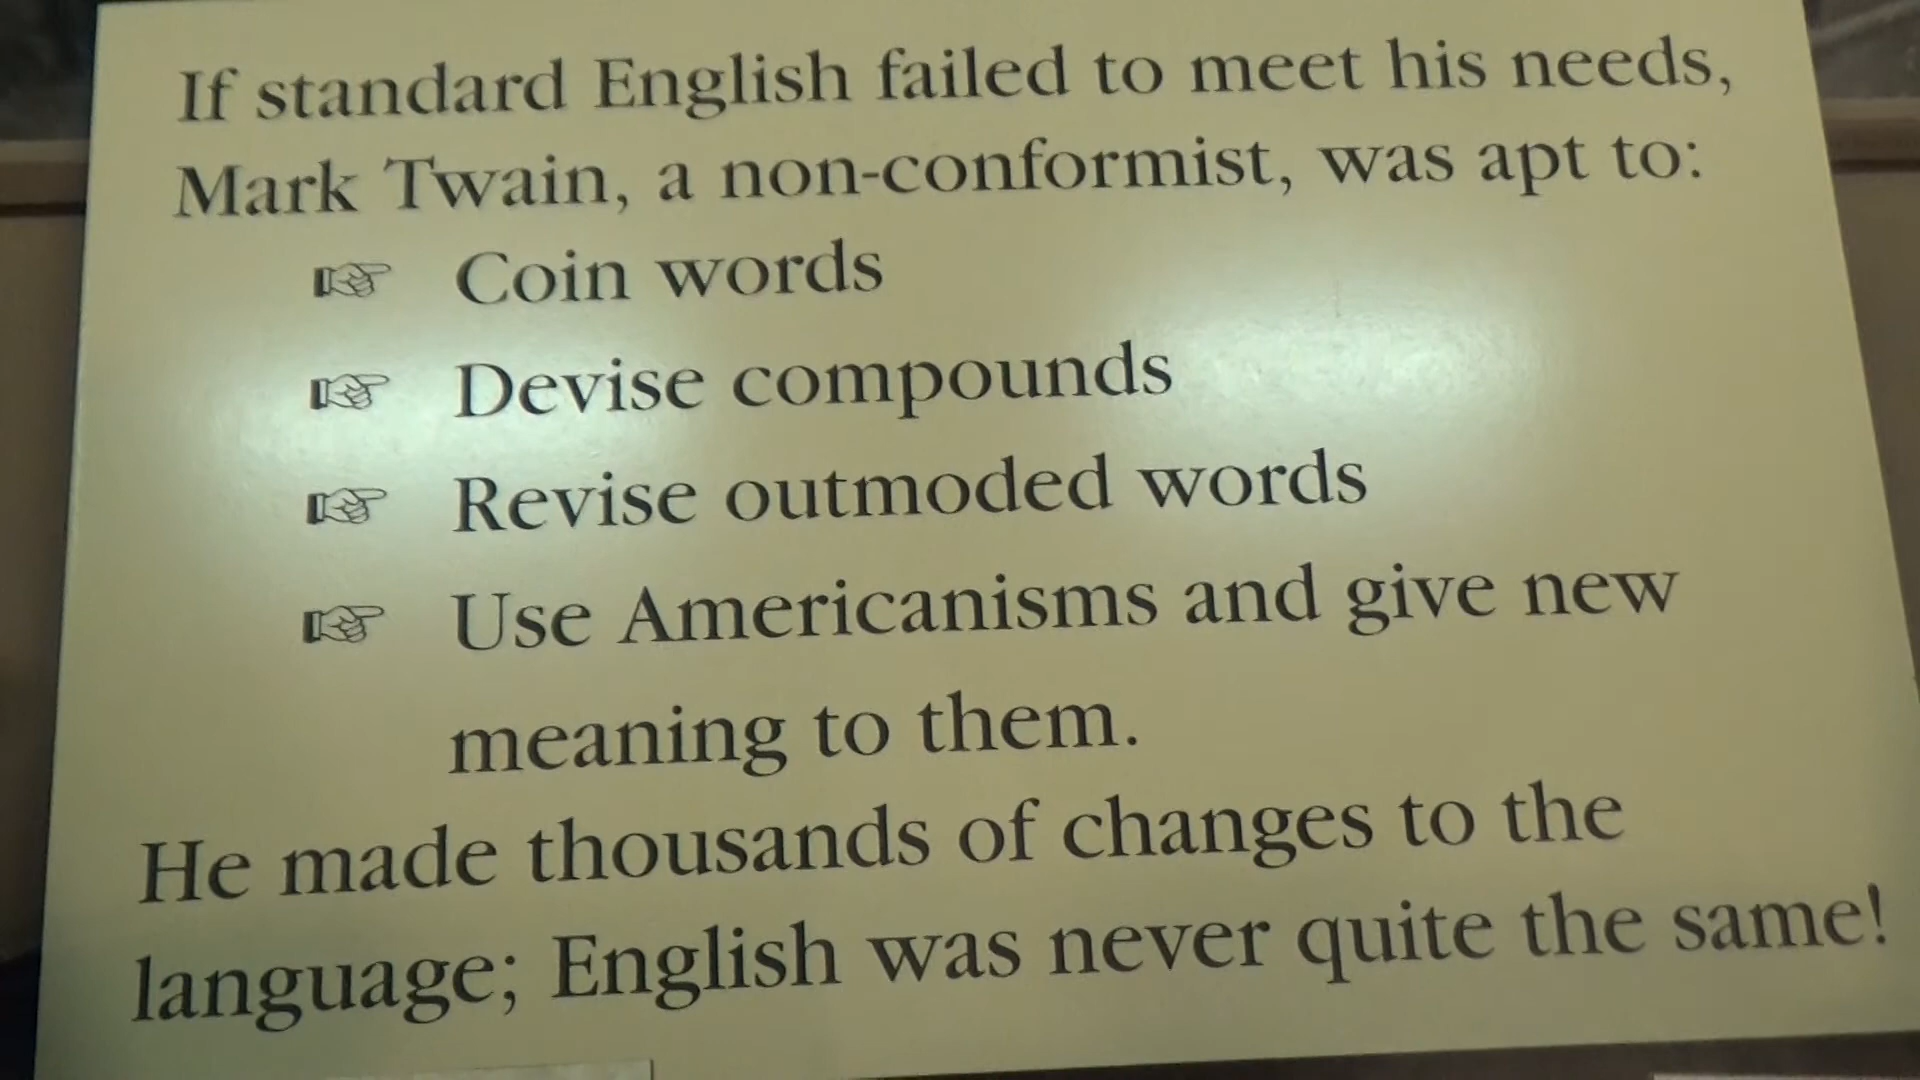 If standard English failed to meet his needs,
Mark Twain, a non-conformist, was apt to:
☞ Coin words
☞ Devise compounds
☞ Revise outmoded words
☞ Use Americanisms and give new
meaning to them.
He made thousands of changes to the
language; English was never quite the same!